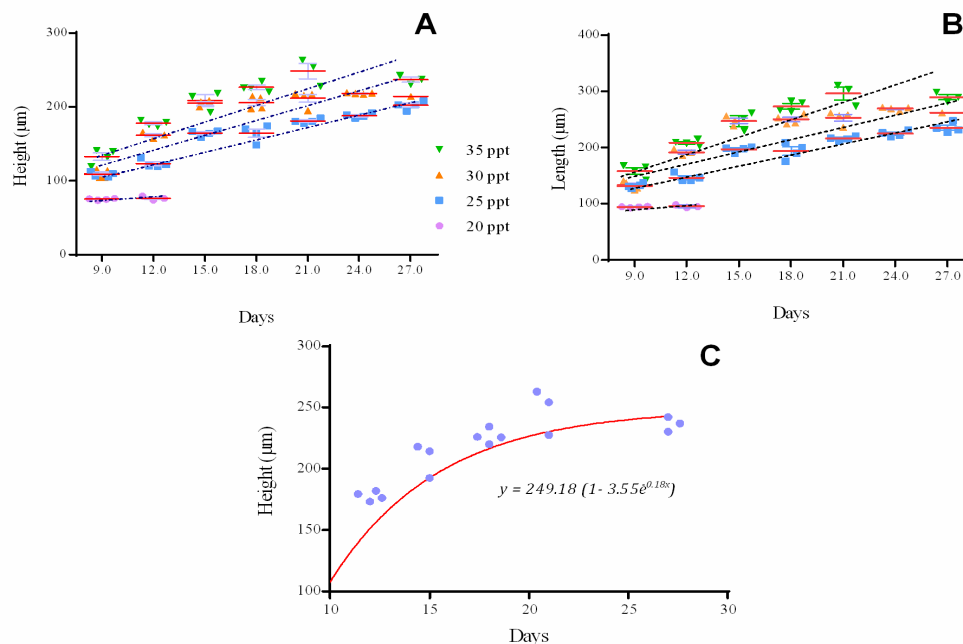 A
300
200
100
0
Height (µm)
9.0 12.0 15.0 18.0 21.0 24.0 27.0
Days
35 ppt
30 ppt
25 ppt
20 ppt
B
400
300
200
100
0
Length (µm)
9.0 12.0 15.0 18.0 21.0 24.0 27.0
Days
C
300
250
200
150
100
Height (µm)
y = 249.18 (1- 3.55è^0.18x)
10 15 20 25 30
Days